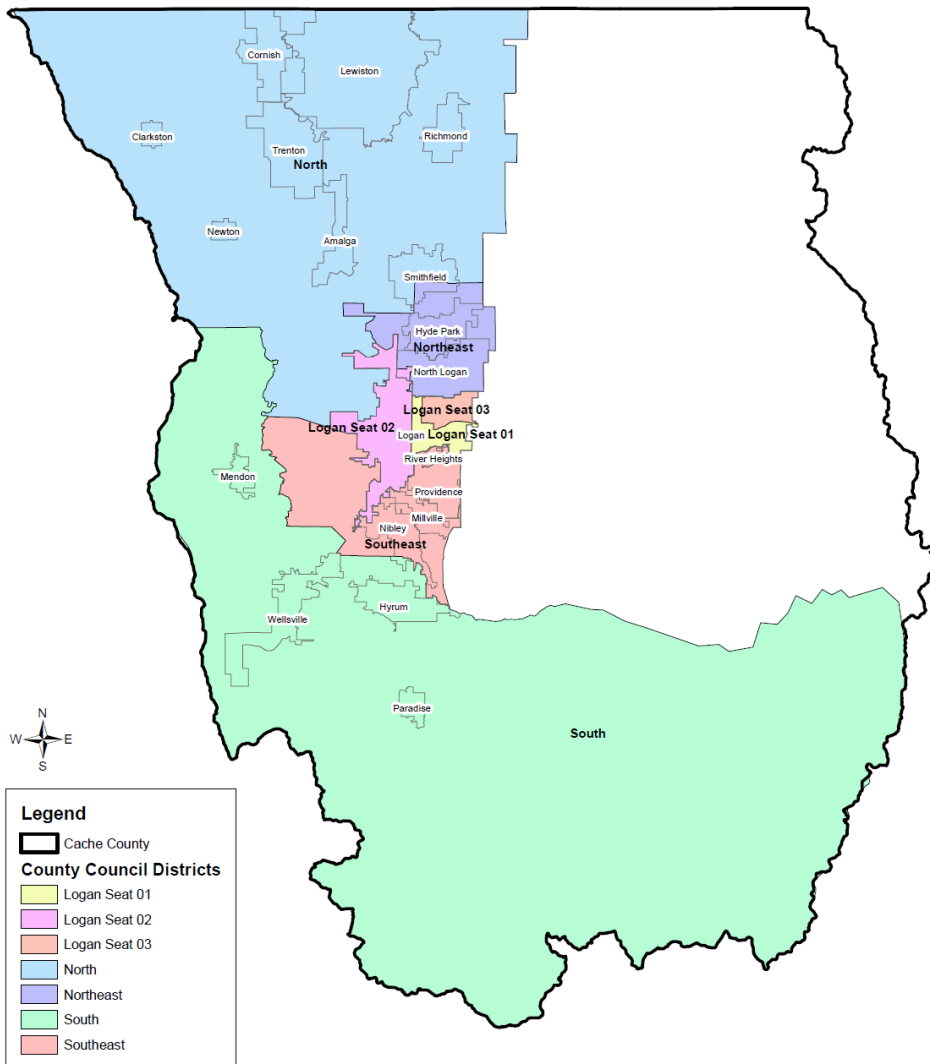 Cornish
Lewiston
Clarkston
Richmond
Trenton
North
Newton
Amalga
Smithfield
Hyde Park
Northeast
North Logan
Logan Seat 03
Logan Seat 02
Logan
Logan Seat 01
River Heights
Mendon
Providence
Millville
Nibley
Southeast
Hyrum
Wellsville
Paradise
South
N
W
E
S
Legend
Cache County
County Council Districts
Logan Seat 01
Logan Seat 02
Logan Seat 03
North
Northeast
South
Southeast